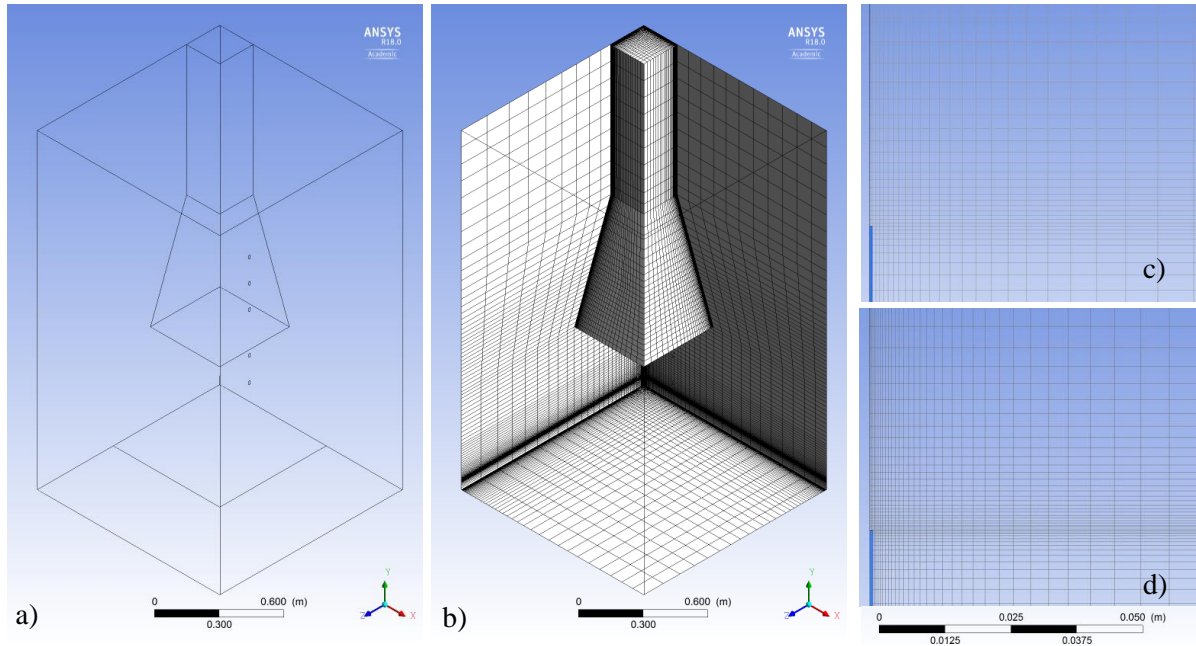 ANSYS
R18.0
Academic
Y
Z
X
0
0.600 (m)
0.300
a)
ANSYS
R18.0
Academic
Y
Z
X
0
0.600 (m)
0.300
b)
c)
d)
0
0.025
0.050 (m)
0.0125
0.0375